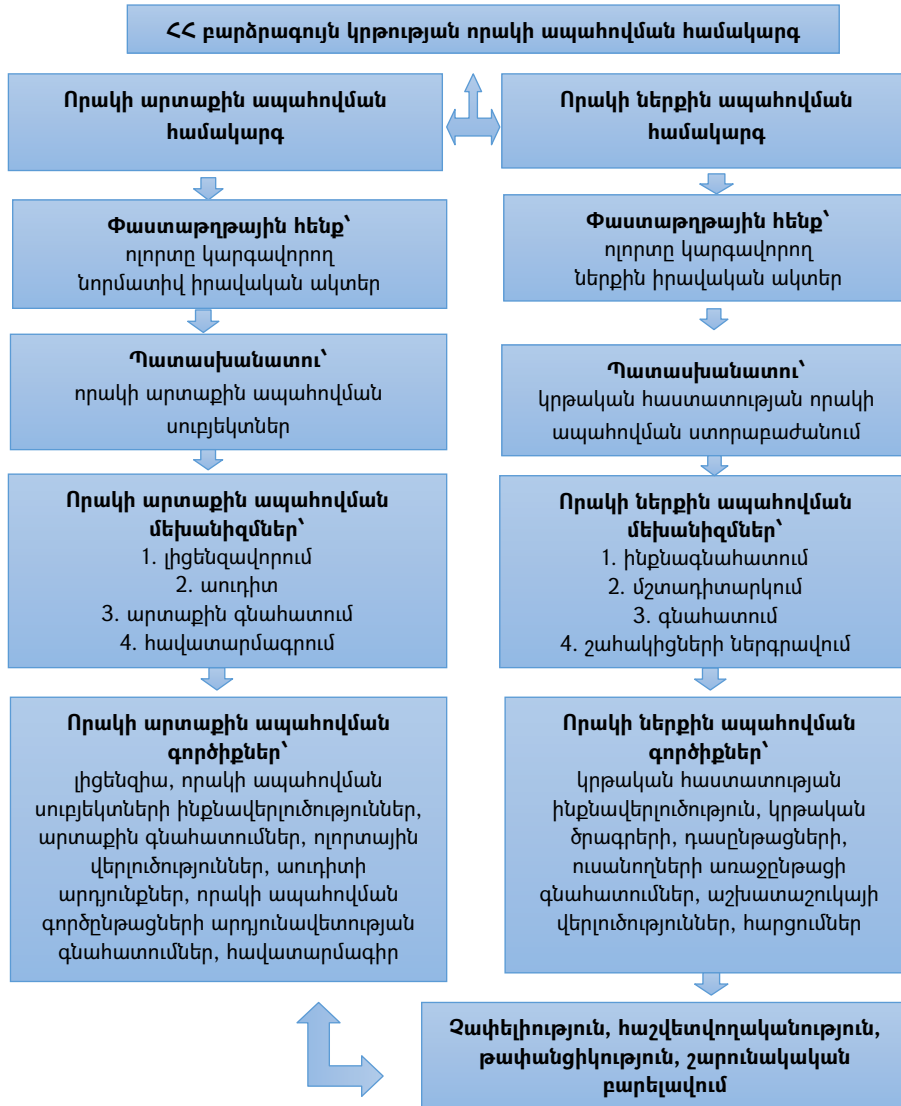 ՀՀ բարձրագույն կրթության որակի ապահովման համակարգ
Որակի արտաքին ապահովման
համակարգ
Փաստաթղթային հենք՝
ոլորտը կարգավորող
նորմատիվ իրավական ակտեր
Պատասխանատու՝
որակի արտաքին ապահովման
սուբյեկտներ
Որակի արտաքին ապահովման
մեխանիզմներ՝
1. լիցենզավորում
2. աուդիտ
3. արտաքին գնահատում
4. հավատարմագրում
Որակի արտաքին ապահովման
գործիքներ՝
լիցենզիա, որակի ապահովման
սուբյեկտների ինքնավերլուծություններ,
արտաքին գնահատումներ, ոլորտային
վերլուծություններ, աուդիտի
արդյունքներ, որակի ապահովման
գործընթացների արդյունավետության
գնահատումներ, հավատարմագիր
Որակի ներքին ապահովման
համակարգ
Փաստաթղթային հենք՝
ոլորտը կարգավորող
ներքին իրավական ակտեր
Պատասխանատու՝
կրթական հաստատության որակի
ապահովման ստորաբաժանում
Որակի ներքին ապահովման
մեխանիզմներ՝
1. ինքնագնահատում
2. մշտադիտարկում
3. գնահատում
4. շահակիցների ներգրավում
Որակի ներքին ապահովման
գործիքներ՝
կրթական հաստատության
ինքնավերլուծություն, կրթական
ծրագրերի, դասընթացների,
ուսանողների առաջընթացի
գնահատումներ, աշխատաշուկայի
վերլուծություններ, հարցումներ
Չափելիություն, հաշվետվողականություն,
թափանցիկություն, շարունակական
բարելավում